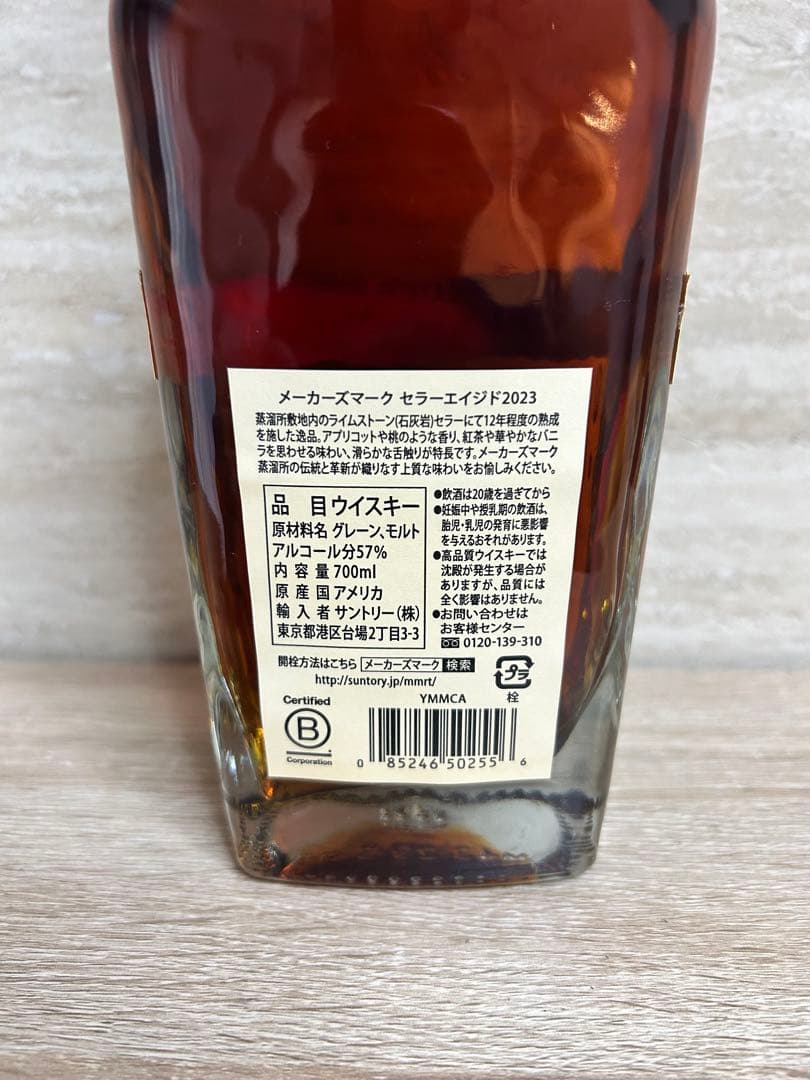 メーカーズマーク セラーエイジド2023
蒸溜所敷地内のライムストーン(石灰岩)セラーにて12年程度の熟成
を施した逸品。アプリコットや桃のような香り、紅茶や華やかなバニ
ラを思わせる味わい、滑らかな舌触りが特長です。メーカーズマーク
蒸溜所の伝統と革新が織りなす上質な味わいをお愉しみください。
品 目 ウイスキー
原材料名 グレーン、モルト
アルコール分57%
内 容 量 700ml
原 産 国 アメリカ
輸 入 者 サントリー(株)
東京都港区台場2丁目3-3
●飲酒は20歳を過ぎてから
●妊娠中や授乳期の飲酒は、
胎児・乳児の発育に悪影響
を与えるおそれがあります。
●高品質ウイスキーでは
沈殿が発生する場合が
ありますが、品質には
全く影響はありません。
●お問い合わせは
お客様センター
0120-139-310
開栓方法はこちら メーカーズマーク 検索
http://suntory.jp/mmrt/
プラ
栓
Certified
B
Corporation
YMMCA
0 85246 50255 6